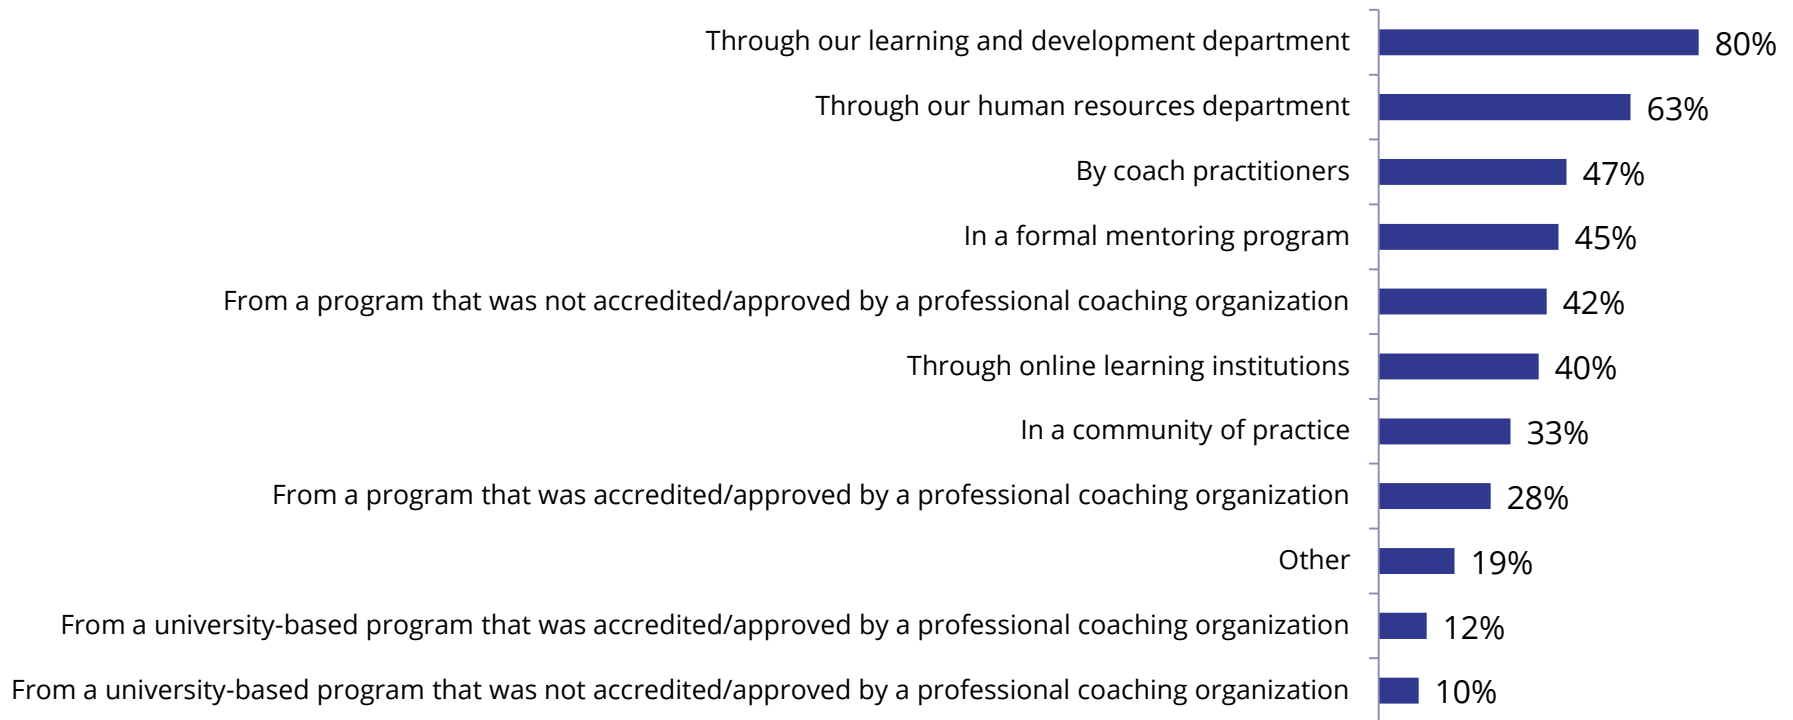 Through our learning and development department 80%
Through our human resources department 63%
By coach practitioners 47%
In a formal mentoring program 45%
From a program that was not accredited/approved by a professional coaching organization 42%
Through online learning institutions 40%
In a community of practice 33%
From a program that was accredited/approved by a professional coaching organization 28%
Other 19%
From a university-based program that was accredited/approved by a professional coaching organization 12%
From a university-based program that was not accredited/approved by a professional coaching organization 10%